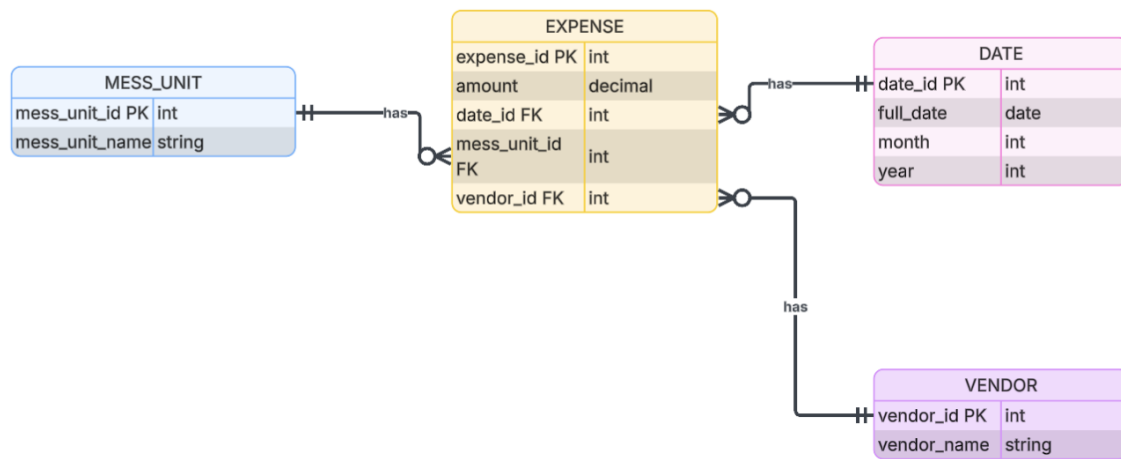 MESS_UNIT
mess_unit_id PK int
mess_unit_name string
has
EXPENSE
expense_id PK int
amount decimal
date_id FK int
mess_unit_id
FK int
vendor_id FK int
has
DATE
date_id PK int
full_date date
month int
year int
has
VENDOR
vendor_id PK int
vendor_name string